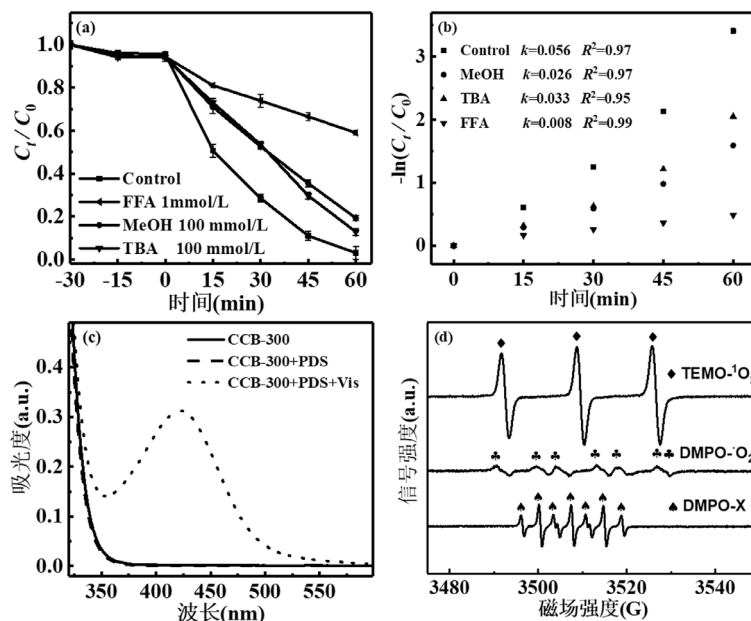 (a)
1.0
0.8
0.6
0.4
0.2
0.0
C_t / C_0
Control
FFA 1mmol/L
MeOH 100 mmol/L
TBA 100 mmol/L
-30 -15 0 15 30 45 60
时间(min)
(b)
3
2
1
0
-ln(C_t / C_0)
Control k=0.056 R²=0.97
MeOH k=0.026 R²=0.97
TBA k=0.033 R²=0.95
FFA k=0.008 R²=0.99
0 15 30 45 60
时间(min)
(c)
0.4
0.3
0.2
0.1
0.0
吸光度(a.u.)
CCB-300
CCB-300+PDS
CCB-300+PDS+Vis
350 400 450 500 550
波长(nm)
(d)
信号强度(a.u.)
♦ TEMO-¹O₂
♣ DMPO-·O₂
♠ DMPO-X
3480 3500 3520 3540
磁场强度(G)